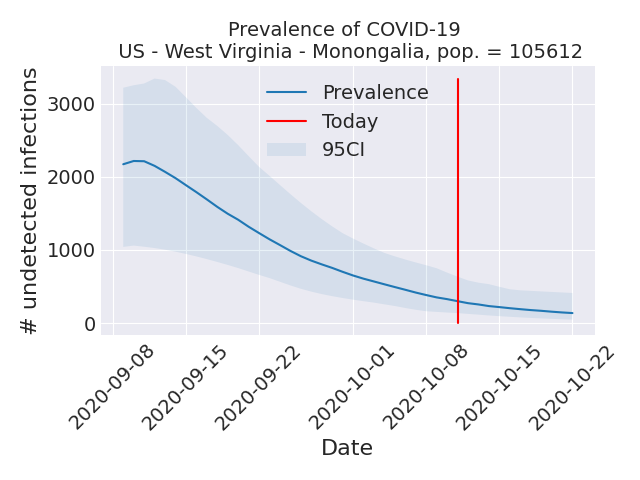 Prevalence of COVID-19
US - West Virginia - Monongalia, pop. = 105612
Prevalence
Today
95CI
# undetected infections
3000
2000
1000
0
2020-09-08
2020-09-15
2020-09-22
2020-10-01
2020-10-08
2020-10-15
2020-10-22
Date